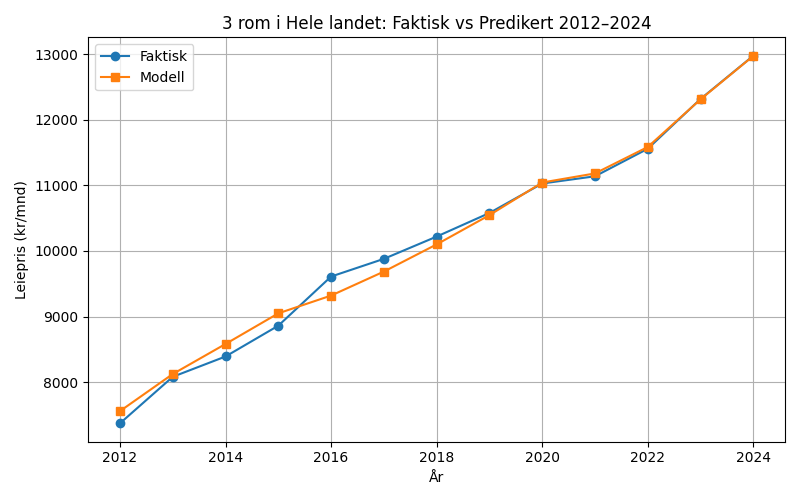 3 rom i Hele landet: Faktisk vs Predikert 2012–2024
Faktisk
Modell
Leiepris (kr/mnd)
13000
12000
11000
10000
9000
8000
2012 2014 2016 2018 2020 2022 2024
År